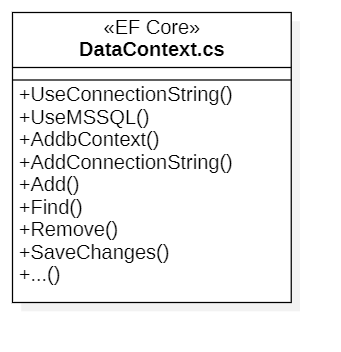 «EF Core»
DataContext.cs
+UseConnectionString()
+UseMSSQL()
+AddbContext()
+AddConnectionString()
+Add()
+Find()
+Remove()
+SaveChanges()
+...()